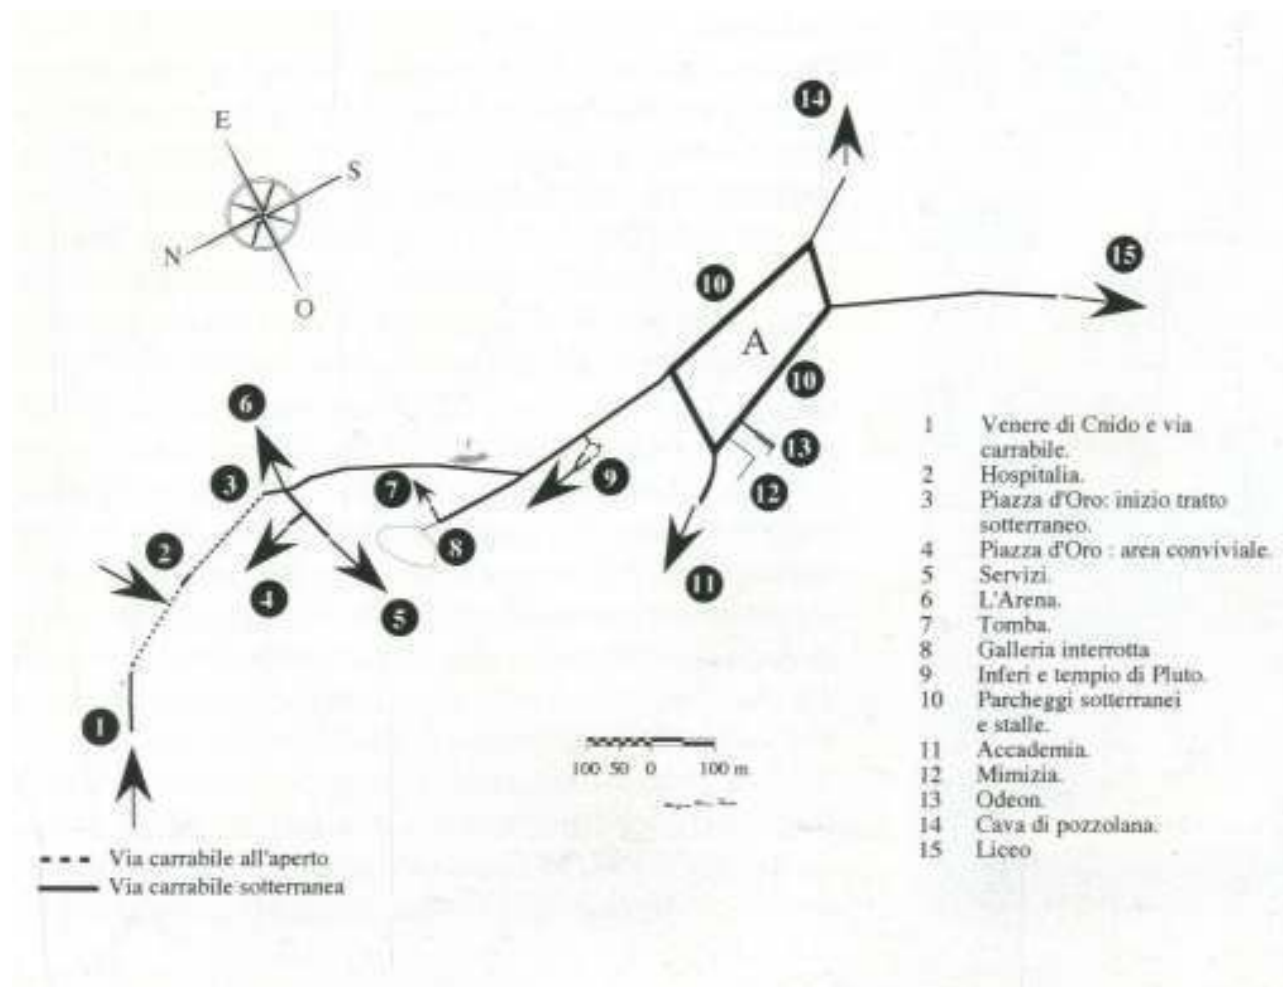 14
E
S
N
O
15
10
A
10
6
13
3
7
9
12
2
8
11
4
5
1
1 Venere di Cnido e via
carrabile.
2 Hospitalia.
3 Piazza d'Oro: inizio tratto
sotterraneo.
4 Piazza d'Oro : area conviviale.
5 Servizi.
6 L'Arena.
7 Tomba.
8 Galleria interrotta
9 Inferi e tempio di Pluto.
10 Parcheggi sotterranei
e stalle.
11 Accademia.
12 Mimizia.
13 Odeon.
14 Cava di pozzolana.
15 Liceo
100 50 0 100 m
Via carrabile all'aperto
Via carrabile sotterranea